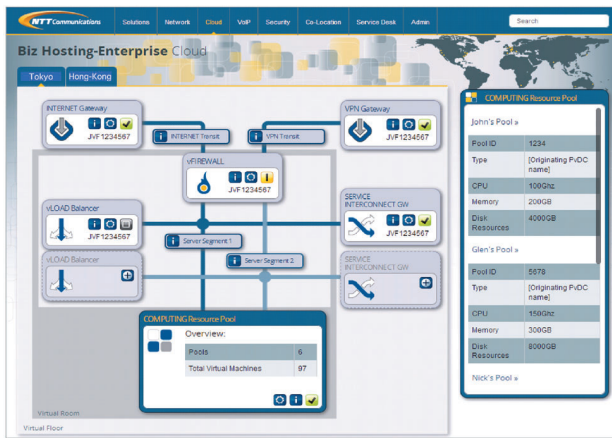 NTT Communications
Solutions
Network
Cloud
VoIP
Security
Co-Location
Service Desk
Admin
Search
Biz Hosting-Enterprise Cloud
Tokyo
Hong-Kong
INTERNET Gateway
JVF1234567
INTERNET Transit
VPN Transit
VPN Gateway
JVF1234567
vFIREWALL
JVF1234567
vLOAD Balancer
JVF1234567
SERVICE
INTERCONNECT GW
JVF1234567
Server Segment 1
Server Segment 2
vLOAD Balancer
SERVICE
INTERCONNECT GW
COMPUTING Resource Pool
Overview:
Pools 6
Total Virtual Machines 97
Virtual Room
Virtual Floor
COMPUTING Resource Pool
John's Pool »
Pool ID 1234
Type [Originating PvDC
name]
CPU 100Ghz
Memory 200GB
Disk 4000GB
Resources
Glen's Pool »
Pool ID 5678
Type [Originating PvDC
name]
CPU 150Ghz
Memory 300GB
Disk 8000GB
Resources
Nick's Pool »